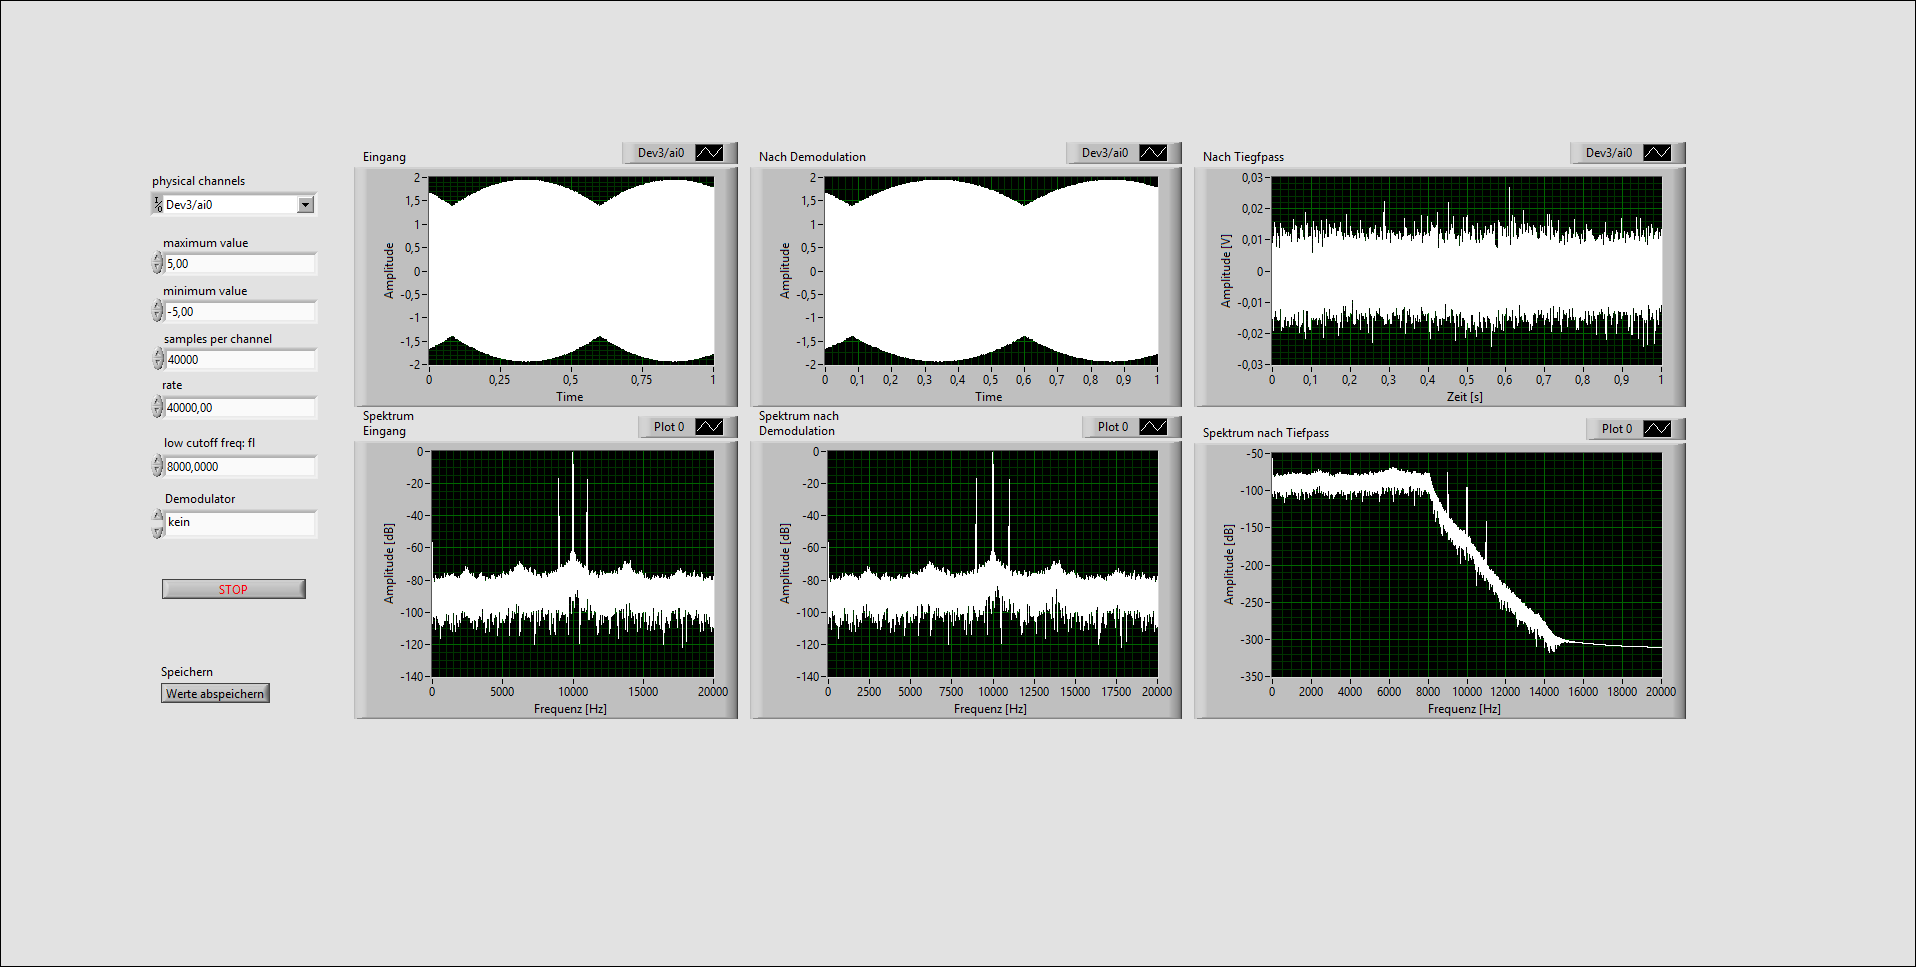 physical channels
Dev3/ai0
maximum value
5,00
minimum value
-5,00
samples per channel
40000
rate
40000,00
low cutoff freq: fl
8000,0000
Demodulator
kein
STOP
Speichern
Werte abspeichern
Eingang
Dev3/ai0
Amplitude
2
1,5
1
0,5
0
-0,5
-1
-1,5
-2
0 0,25 0,5 0,75 1
Time
Nach Demodulation
Dev3/ai0
Amplitude
2
1,5
1
0,5
0
-0,5
-1
-1,5
-2
0 0,1 0,2 0,3 0,4 0,5 0,6 0,7 0,8 0,9 1
Time
Nach Tiegfpass
Dev3/ai0
Amplitude [V]
0,03
0,02
0,01
0
-0,01
-0,02
-0,03
0 0,1 0,2 0,3 0,4 0,5 0,6 0,7 0,8 0,9 1
Zeit [s]
Spektrum
Eingang
Plot 0
Amplitude [dB]
0
-20
-40
-60
-80
-100
-120
-140
0 5000 10000 15000 20000
Frequenz [Hz]
Spektrum nach
Demodulation
Plot 0
Amplitude [dB]
0
-20
-40
-60
-80
-100
-120
-140
0 2500 5000 7500 10000 12500 15000 17500 20000
Frequenz [Hz]
Spektrum nach Tiefpass
Plot 0
Amplitude [dB]
-50
-100
-150
-200
-250
-300
-350
0 2000 4000 6000 8000 10000 12000 14000 16000 18000 20000
Frequenz [Hz]